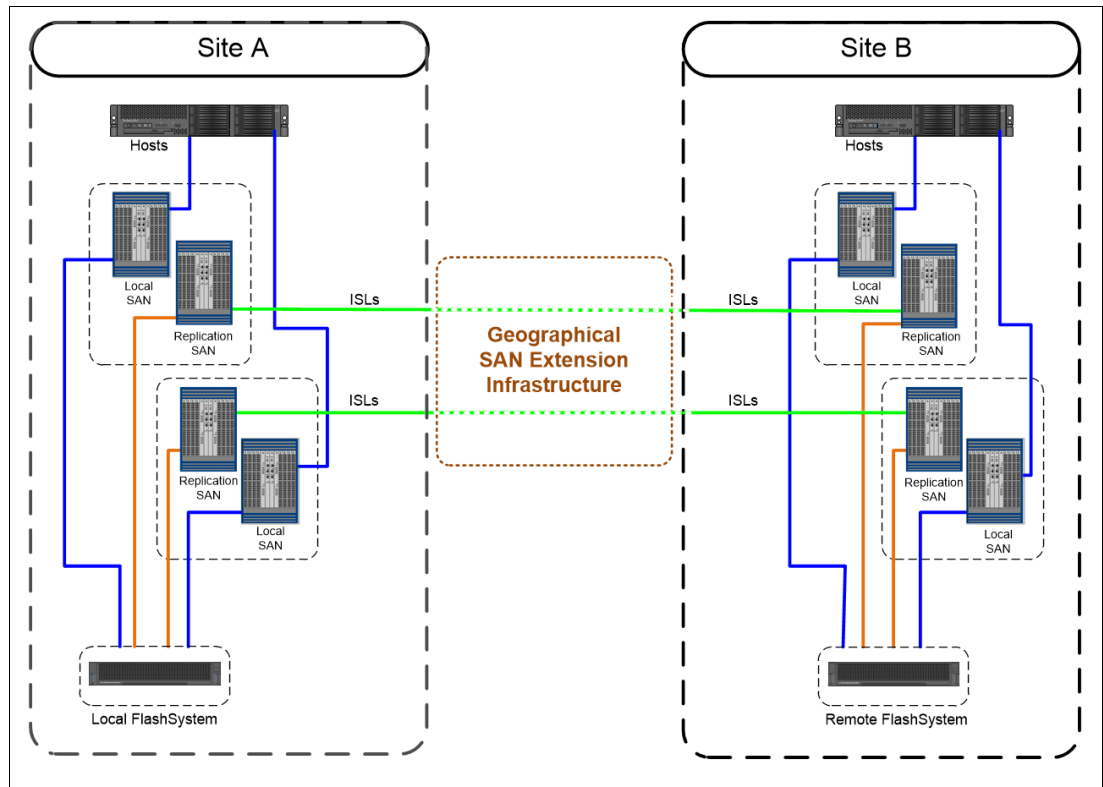 Site A
Site B
Hosts
Hosts
Local
SAN
Local
SAN
Replication
SAN
Replication
SAN
ISLs
ISLs
Geographical
SAN Extension
Infrastructure
ISLs
ISLs
Replication
SAN
Replication
SAN
Local
SAN
Local
SAN
Local FlashSystem
Remote FlashSystem